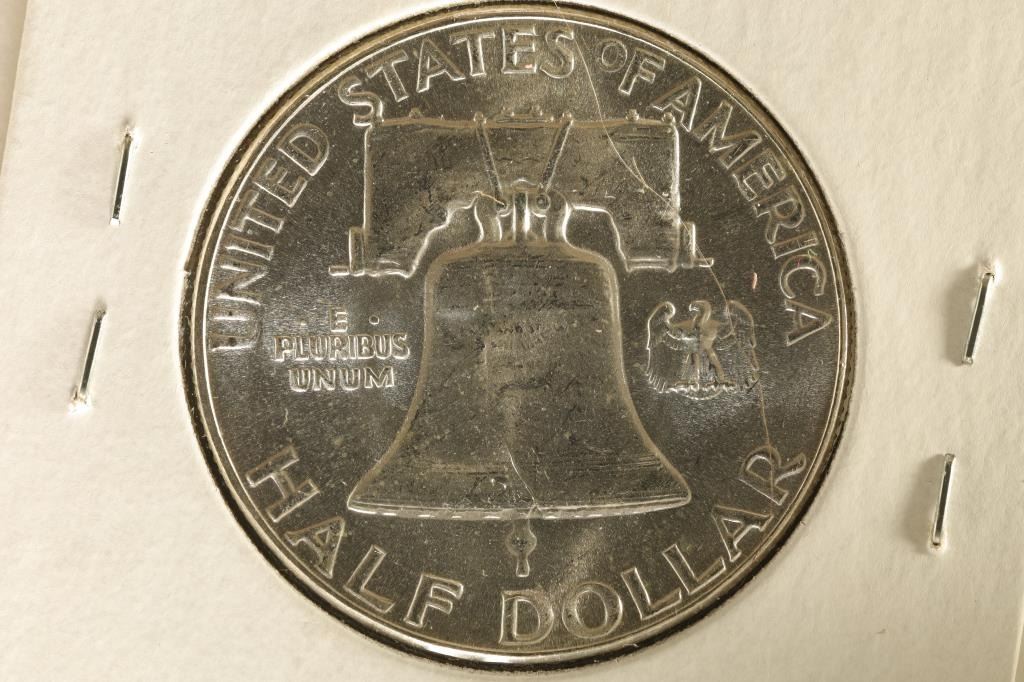 UNITED STATES OF AMERICA
· E ·
PLURIBUS
UNUM
HALF DOLLAR